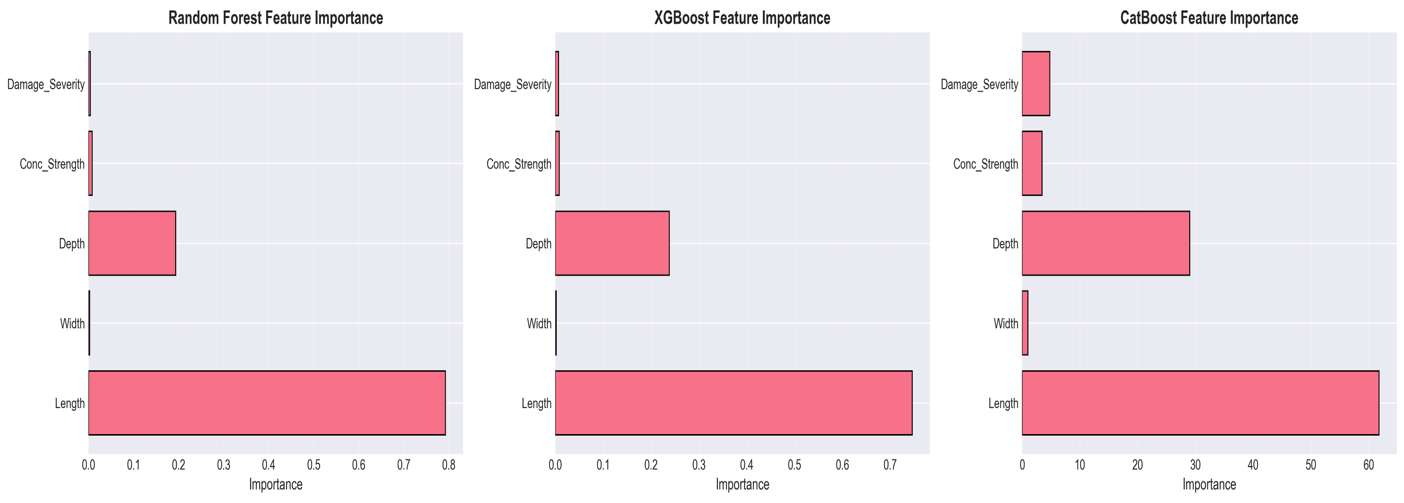 Random Forest Feature Importance
Damage_Severity
Conc_Strength
Depth
Width
Length
0.0 0.1 0.2 0.3 0.4 0.5 0.6 0.7 0.8
Importance
XGBoost Feature Importance
Damage_Severity
Conc_Strength
Depth
Width
Length
0.0 0.1 0.2 0.3 0.4 0.5 0.6 0.7
Importance
CatBoost Feature Importance
Damage_Severity
Conc_Strength
Depth
Width
Length
0 10 20 30 40 50 60
Importance